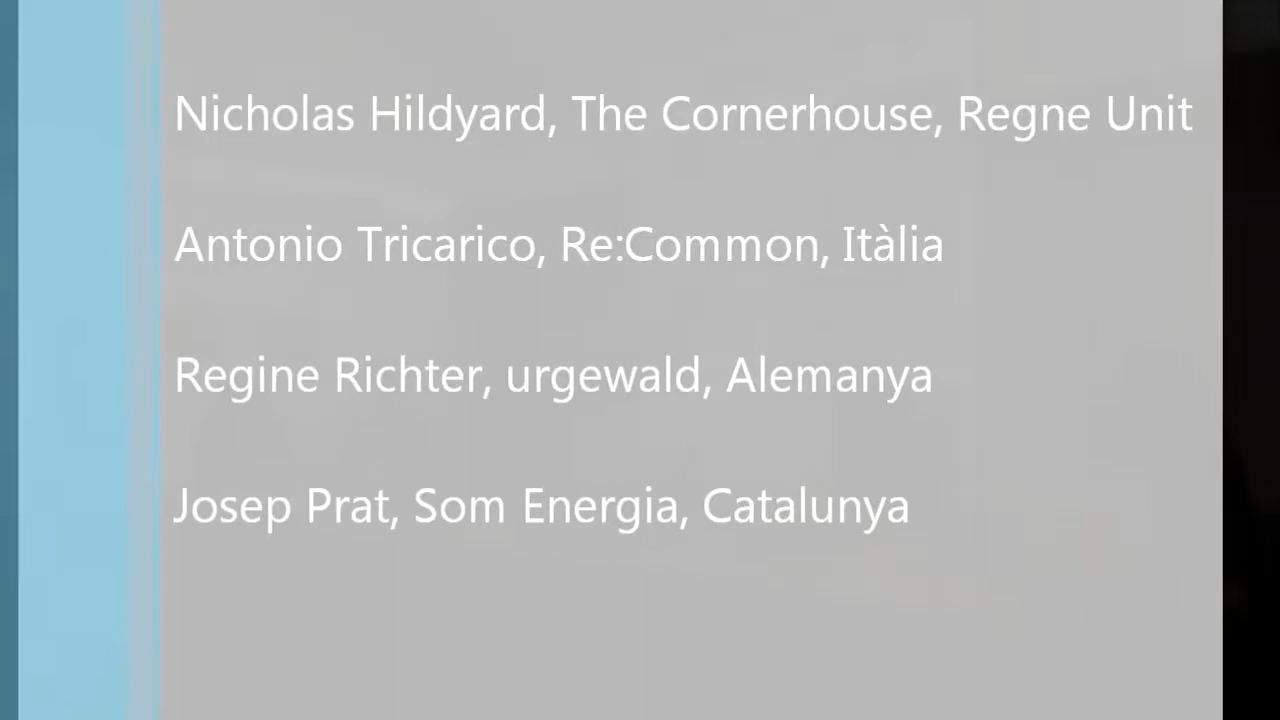 Nicholas Hildyard, The Cornerhouse, Regne Unit
Antonio Tricarico, Re:Common, Itàlia
Regine Richter, urgewald, Alemanya
Josep Prat, Som Energia, Catalunya